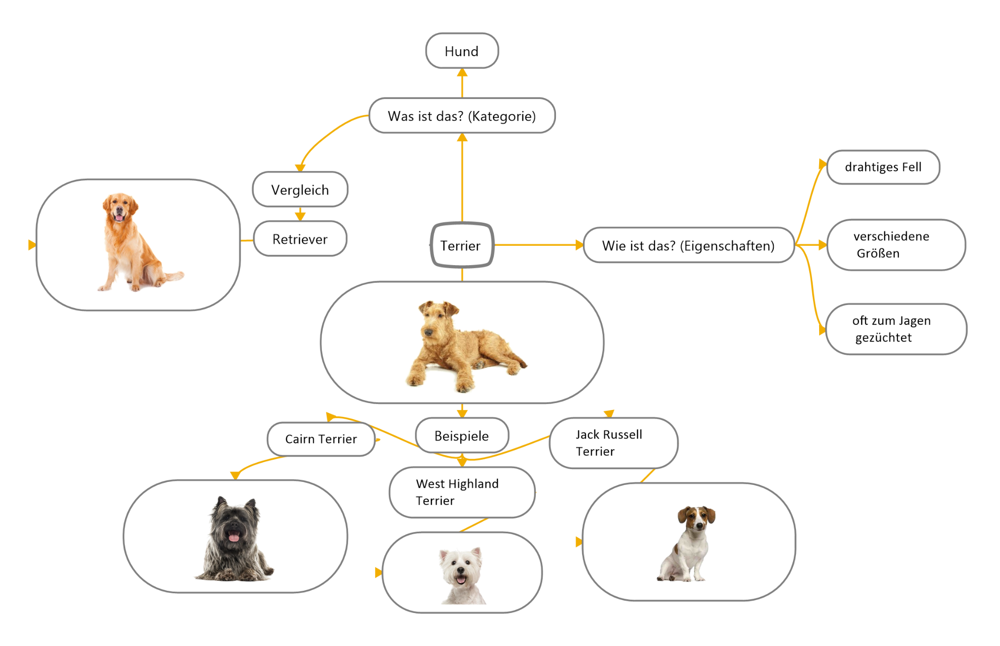 Hund
Was ist das? (Kategorie)
Vergleich
Retriever
Terrier
Wie ist das? (Eigenschaften)
drahtiges Fell
verschiedene
Größen
oft zum Jagen
gezüchtet
Beispiele
Cairn Terrier
Jack Russell
Terrier
West Highland
Terrier